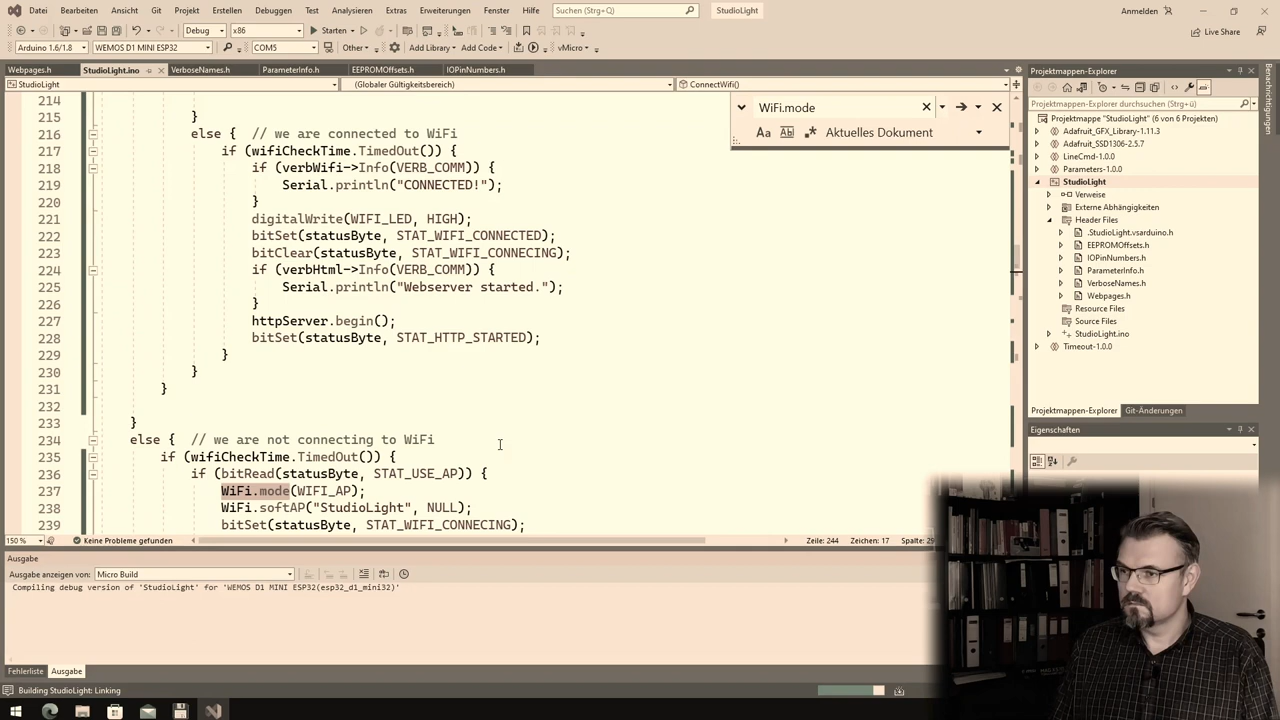 Datei Bearbeiten Ansicht Git Projekt Erstellen Debuggen Test Analysieren Extras Erweiterungen Fenster Hilfe Suchen (Strg+Q) StudioLight Anmelden
Debug x86 Starten Live Share
Arduino 1.6/1.8 WEMOS D1 MINI ESP32 COM5 Other Add Library Add Code vMicro
Webpages.h StudioLight.ino VerboseNames.h ParameterInfo.h EEPROMOffsets.h IOPinNumbers.h
StudioLight (Globaler Gültigkeitsbereich) ConnectWifi()
WiFi.mode
Aa Ab Aktuelles Dokument
214
215 }
216 else { // we are connected to WiFi
217 if (wifiCheckTime.TimedOut()) {
218 if (verbWifi->Info(VERB_COMM)) {
219 Serial.println("CONNECTED!");
220 }
221 digitalWrite(WIFI_LED, HIGH);
222 bitSet(statusByte, STAT_WIFI_CONNECTED);
223 bitClear(statusByte, STAT_WIFI_CONNECING);
224 if (verbHtml->Info(VERB_COMM)) {
225 Serial.println("Webserver started.");
226 }
227 httpServer.begin();
228 bitSet(statusByte, STAT_HTTP_STARTED);
229 }
230 }
231 }
232
233 }
234 else { // we are not connecting to WiFi
235 if (wifiCheckTime.TimedOut()) {
236 if (bitRead(statusByte, STAT_USE_AP)) {
237 WiFi.mode(WIFI_AP);
238 WiFi.softAP("StudioLight", NULL);
239 bitSet(statusByte, STAT_WIFI_CONNECING);
150 % Keine Probleme gefunden Zeile: 244 Zeichen: 17 Spalte: 29
Projektmappen-Explorer
Projektmappen-Explorer durchsuchen (Strg+ü)
Projektmappe "StudioLight" (6 von 6 Projekten)
Adafruit_GFX_Library-1.11.3
Adafruit_SSD1306-2.5.7
LineCmd-1.0.0
Parameters-1.0.0
StudioLight
Verweise
Externe Abhängigkeiten
Header Files
.StudioLight.vsarduino.h
EEPROMOffsets.h
IOPinNumbers.h
ParameterInfo.h
VerboseNames.h
Webpages.h
Resource Files
Source Files
StudioLight.ino
Timeout-1.0.0
Projektmappen-Explorer Git-Änderungen
Eigenschaften
Benachrichtigungen
Ausgabe
Ausgabe anzeigen von: Micro Build
Compiling debug version of 'StudioLight' for 'WEMOS D1 MINI ESP32(esp32_d1_mini32)'
Fehlerliste Ausgabe
Building StudioLight: Linking